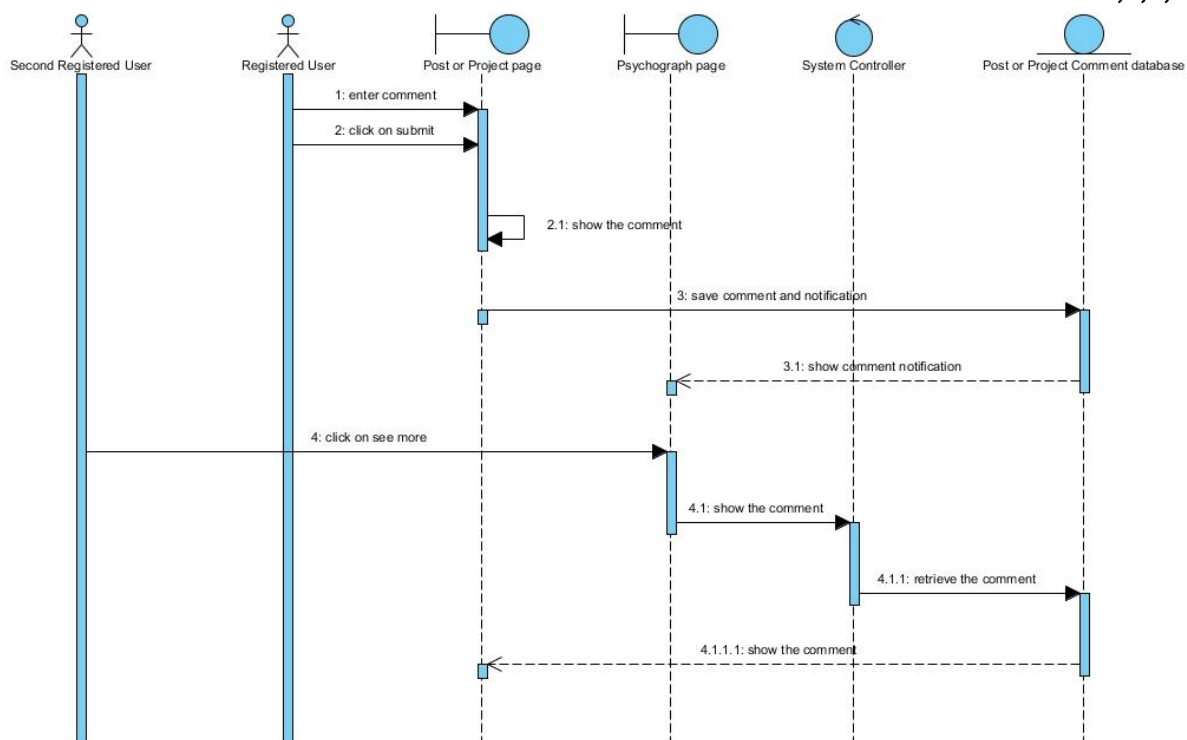 Second Registered User
Registered User
Post or Project page
Psychograph page
System Controller
Post or Project Comment database
1: enter comment
2: click on submit
2.1: show the comment
3: save comment and notification
3.1: show comment notification
4: click on see more
4.1: show the comment
4.1.1: retrieve the comment
4.1.1.1: show the comment